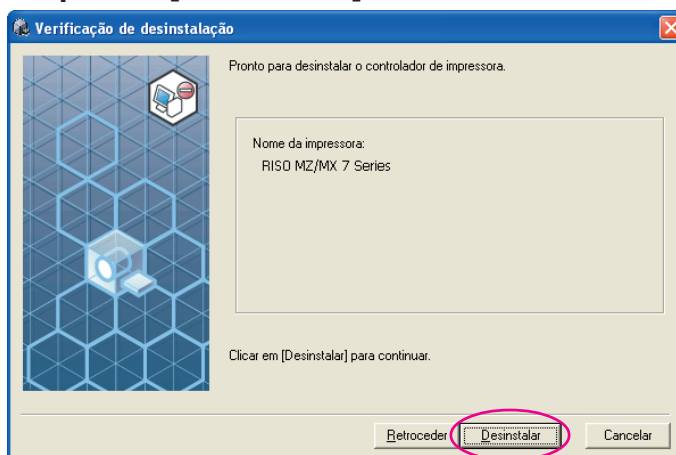 Verificação de desinstalação
Pronto para desinstalar o controlador de impressora.
Nome da impressora:
RISO MZ/MX 7 Series
Clicar em [Desinstalar] para continuar.
Retroceder
Desinstalar
Cancelar